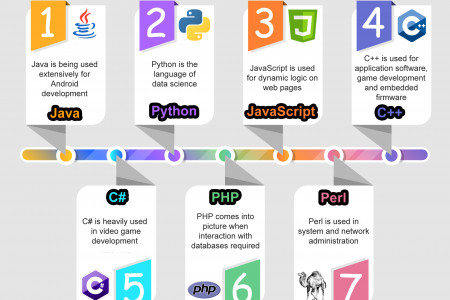 1
Java is being used
extensively for
Android
development
Java
2
Python is the
language of
data science
Python
3
JavaScript is used
for dynamic logic on
web pages
JavaScript
4
C++
C++ is used for
application software,
game development
and embedded
firmware
C++
C#
C# is heavily used
in video game
development
C#
5
PHP
PHP comes into
picture when
interaction with
databases required
php
6
Perl
Perl is used in
system and network
administration
7